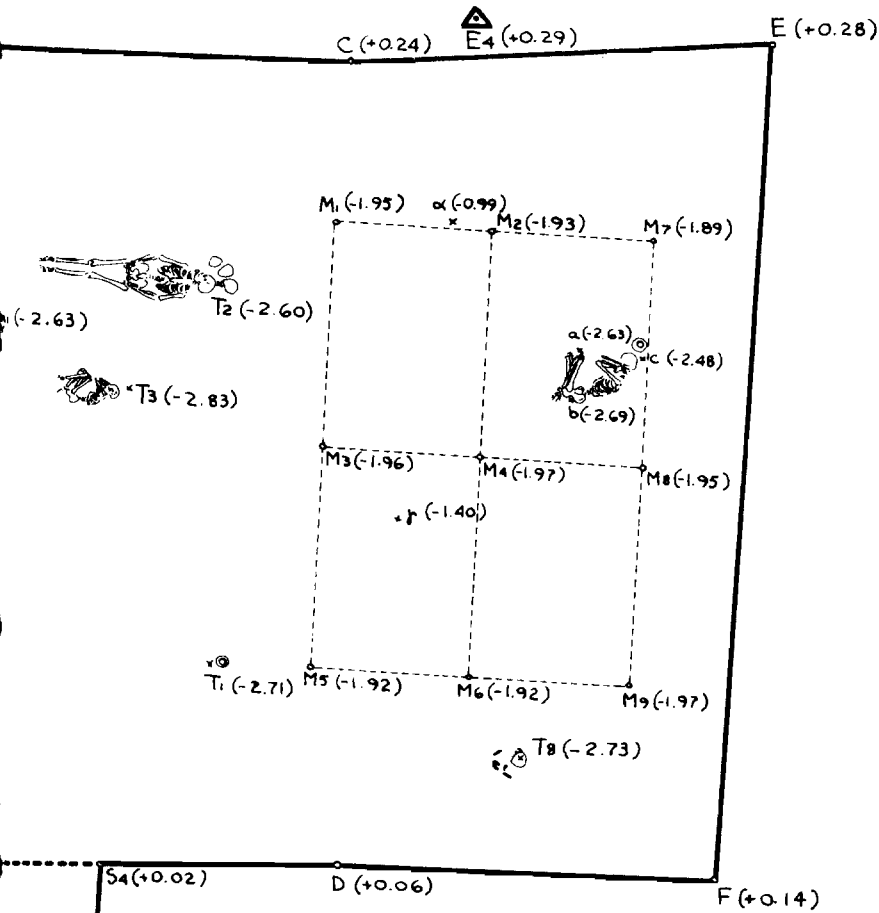 E (+0.28)
C (+0.24)
E4 (+0.29)
M1 (-1.95)
α (-0.99)
M2 (-1.93)
M7 (-1.89)
T2 (-2.60)
(-2.63)
a (-2.63)
c (-2.48)
T3 (-2.83)
b (-2.69)
M3 (-1.96)
M4 (-1.97)
M8 (-1.95)
γ (-1.40)
T1 (-2.71)
M5 (-1.92)
M6 (-1.92)
M9 (-1.97)
T8 (-2.73)
S4 (+0.02)
D (+0.06)
F (+0.14)